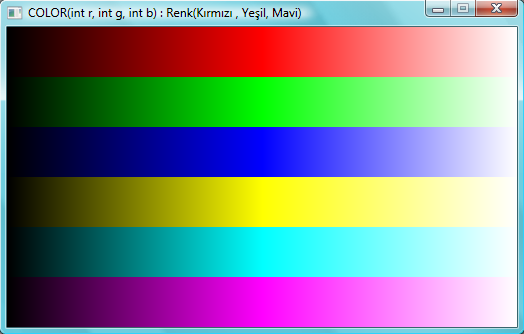 COLOR(int r, int g, int b) : Renk(Kırmızı , Yeşil, Mavi)